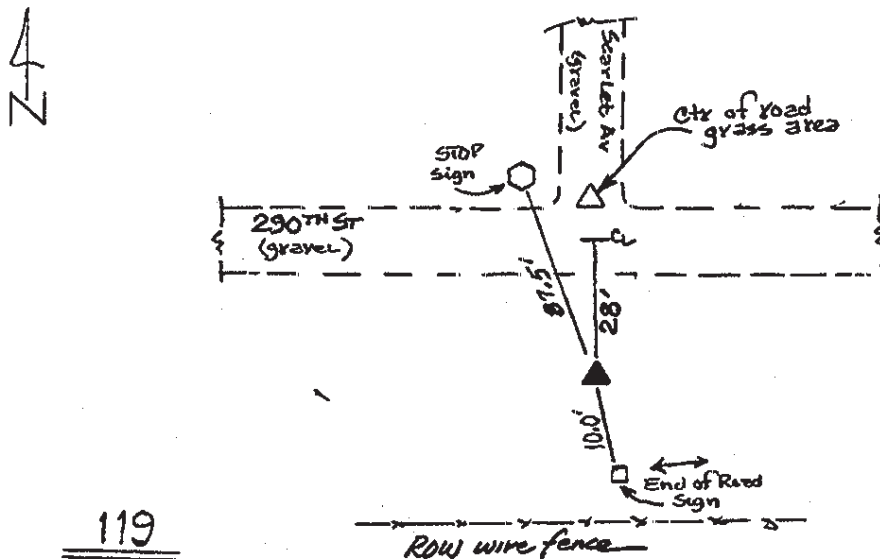 N
Scarlet Av
(gravel)
Ctr of road
grass area
STOP
sign
290TH ST
(gravel)
CL
87.5'
28'
10.0'
End of Road
Sign
119
ROW wire fence